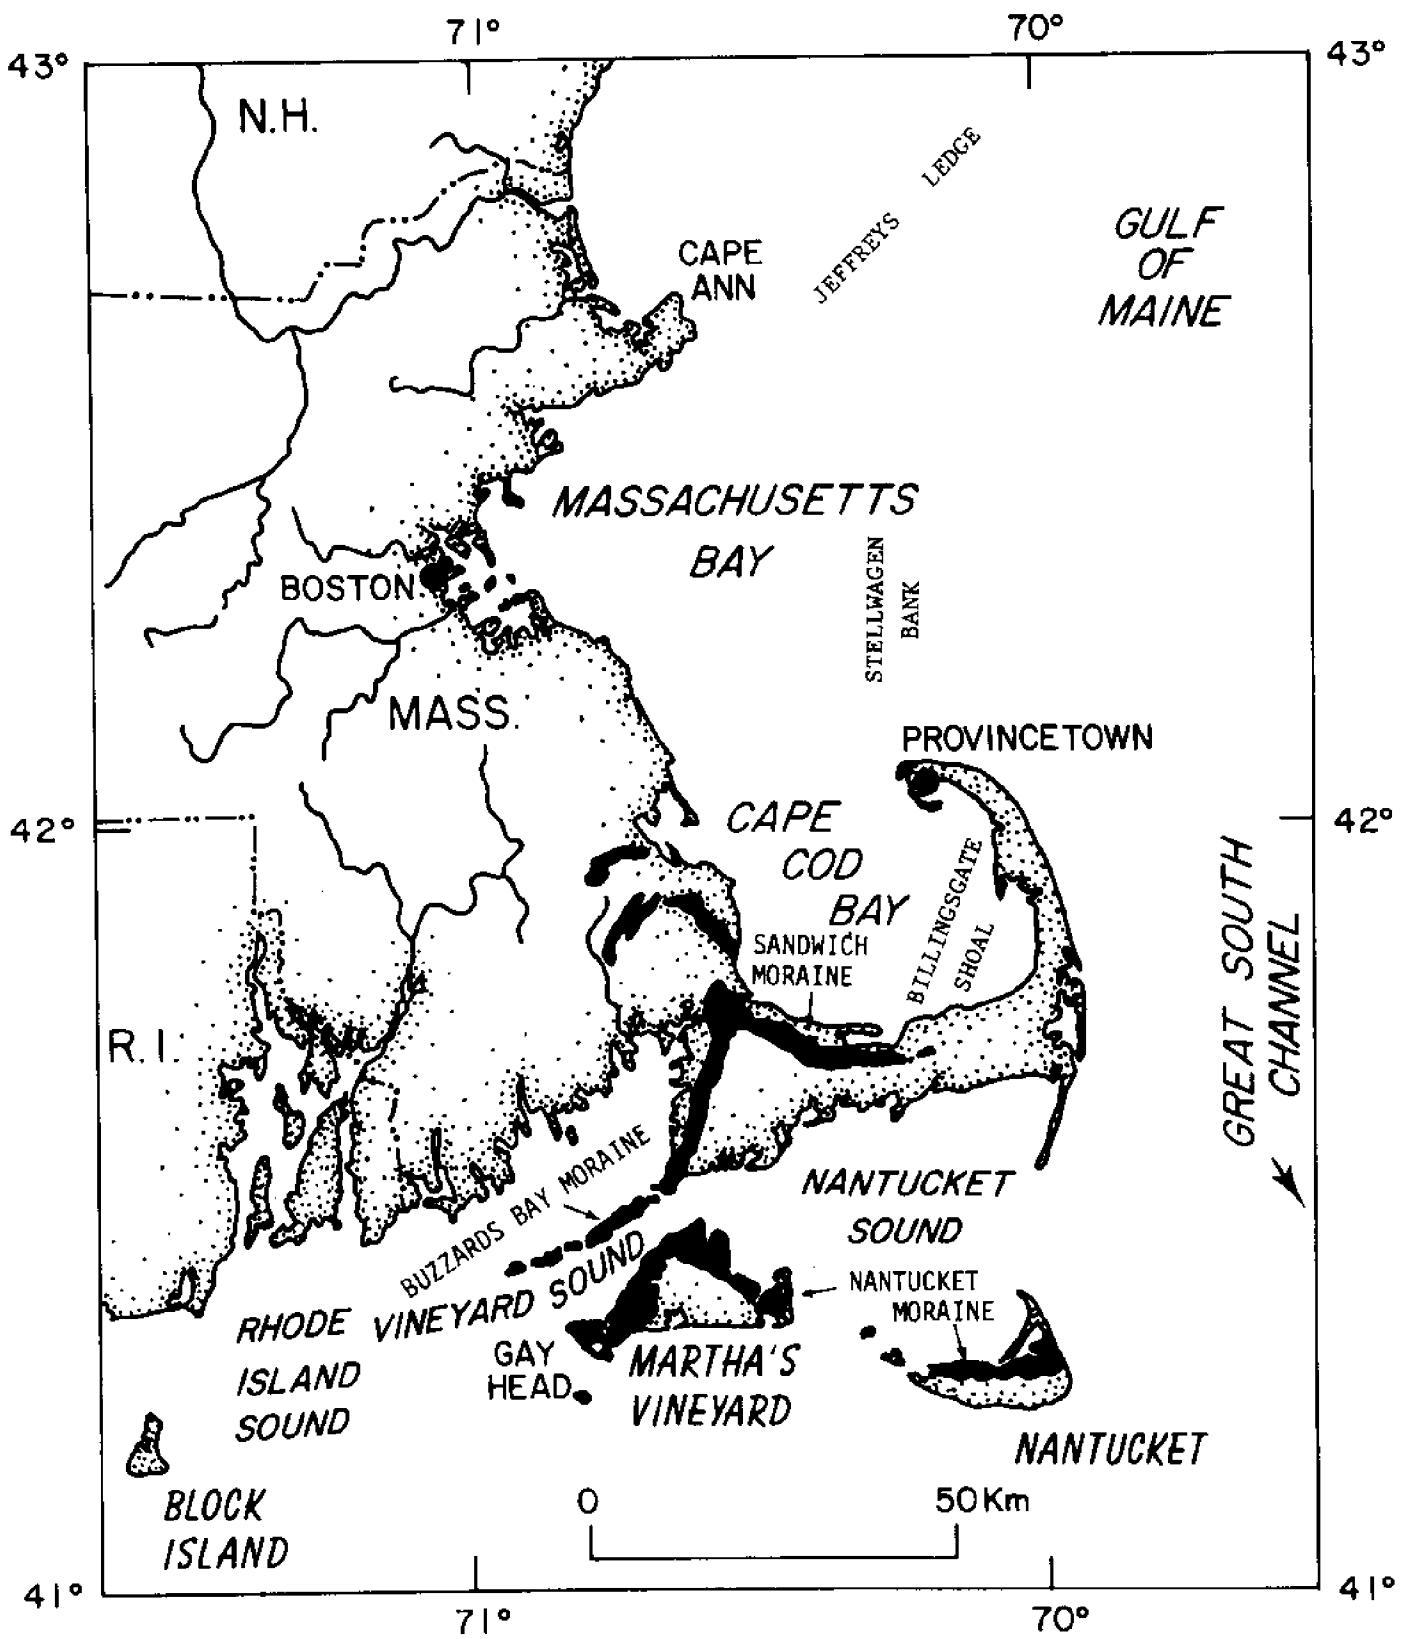 71°
70°
43°
43°
N.H.
JEFFREYS LEDGE
GULF
OF
MAINE
CAPE
ANN
MASSACHUSETTS
BAY
STELLWAGEN
BANK
BOSTON
MASS.
PROVINCETOWN
42°
42°
CAPE
COD
BAY
BILLINGSGATE
SHOAL
SANDWICH
MORAINE
GREAT SOUTH
CHANNEL
R.I.
BUZZARDS BAY MORAINE
NANTUCKET
SOUND
VINEYARD SOUND
NANTUCKET
MORAINE
RHODE
ISLAND
SOUND
GAY
HEAD
MARTHA'S
VINEYARD
NANTUCKET
BLOCK
ISLAND
0
50 Km
41°
41°
71°
70°